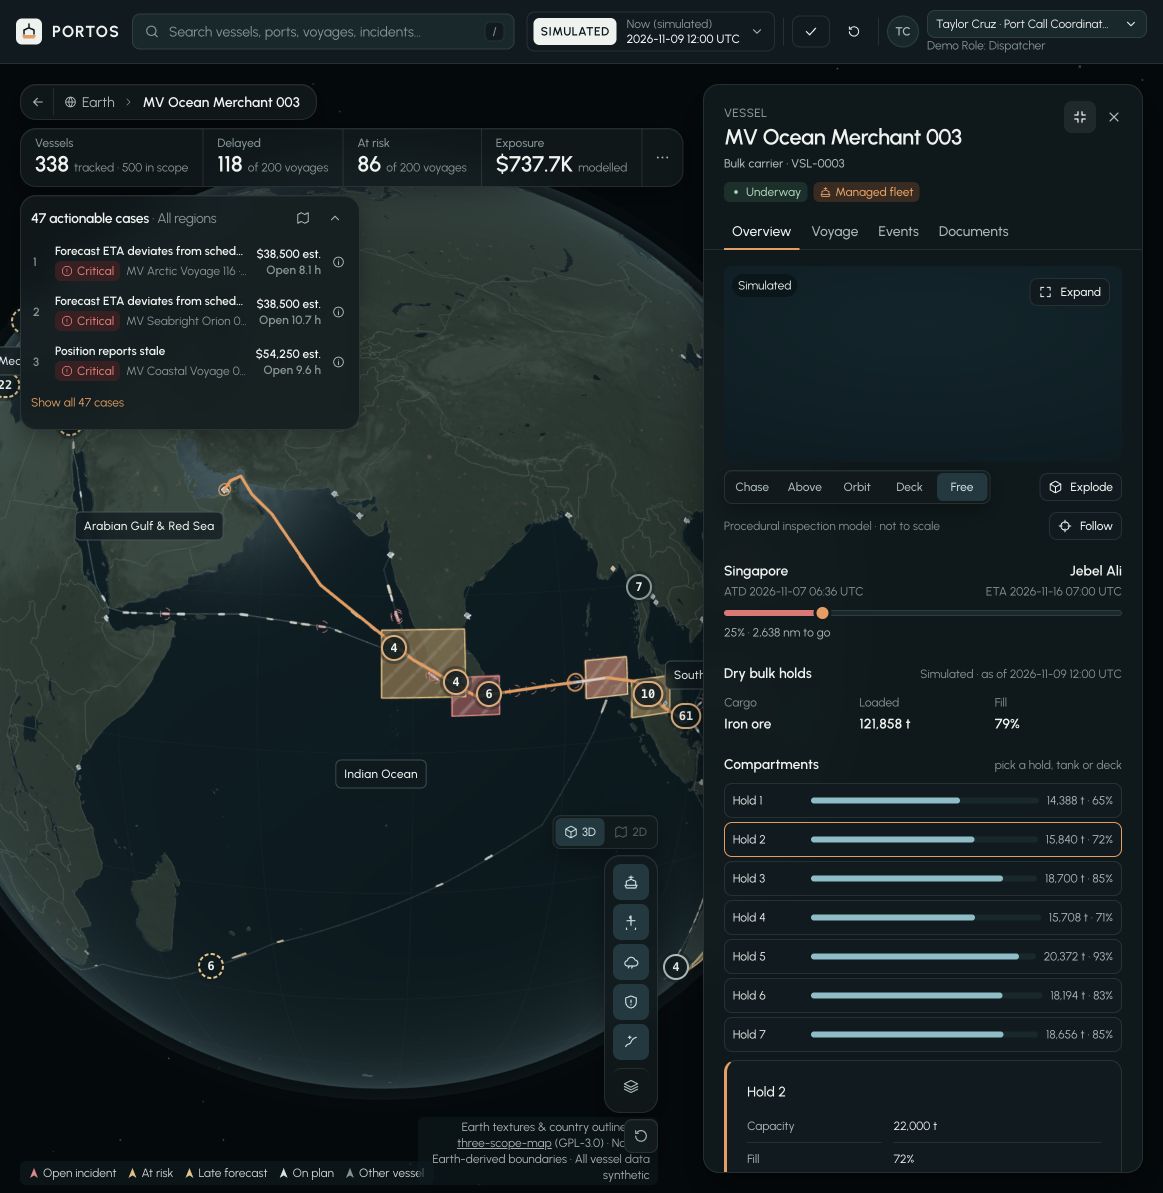 PORTOS
Search vessels, ports, voyages, incidents...
/
SIMULATED
Now (simulated)
2026-11-09 12:00 UTC
TC
Taylor Cruz · Port Call Coordinat...
Demo Role: Dispatcher
Earth
MV Ocean Merchant 003
Vessels
338 tracked · 500 in scope
Delayed
118 of 200 voyages
At risk
86 of 200 voyages
Exposure
$737.7K modelled
47 actionable cases · All regions
1
Forecast ETA deviates from sched...
$38,500 est.
Critical
MV Arctic Voyage 116 ·...
Open 8.1 h
2
Forecast ETA deviates from sched...
$38,500 est.
Critical
MV Seabright Orion 0...
Open 10.7 h
3
Position reports stale
$54,250 est.
Critical
MV Coastal Voyage 0...
Open 9.6 h
Show all 47 cases
Med
22
Arabian Gulf & Red Sea
7
4
4
6
10
61
South
Indian Ocean
6
4
3D
2D
Earth textures & country outline
three-scope-map (GPL-3.0) · No
Earth-derived boundaries · All vessel data
synthetic
Open incident
At risk
Late forecast
On plan
Other vessel
VESSEL
MV Ocean Merchant 003
Bulk carrier · VSL-0003
Underway
Managed fleet
Overview
Voyage
Events
Documents
Simulated
Expand
Chase
Above
Orbit
Deck
Free
Explode
Procedural inspection model · not to scale
Follow
Singapore
Jebel Ali
ATD 2026-11-07 06:36 UTC
ETA 2026-11-16 07:00 UTC
25% · 2,638 nm to go
Dry bulk holds
Simulated · as of 2026-11-09 12:00 UTC
Cargo
Loaded
Fill
Iron ore
121,858 t
79%
Compartments
pick a hold, tank or deck
Hold 1
14,388 t · 65%
Hold 2
15,840 t · 72%
Hold 3
18,700 t · 85%
Hold 4
15,708 t · 71%
Hold 5
20,372 t · 93%
Hold 6
18,194 t · 83%
Hold 7
18,656 t · 85%
Hold 2
Capacity
22,000 t
Fill
72%